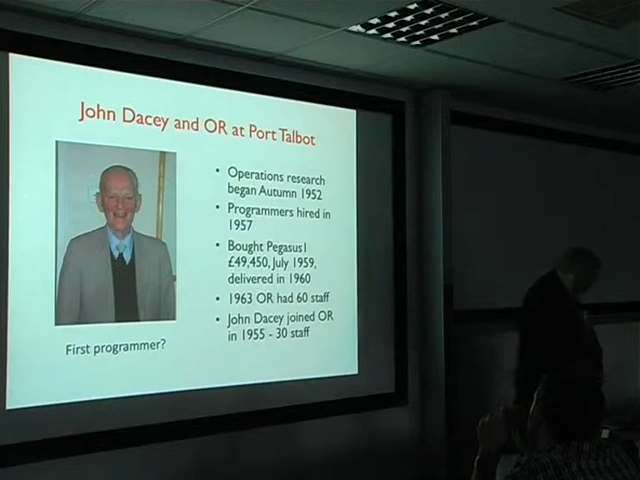 John Dacey and OR at Port Talbot
• Operations research
began Autumn 1952
• Programmers hired in
1957
• Bought Pegasus1
£49,450, July 1959,
delivered in 1960
• 1963 OR had 60 staff
• John Dacey joined OR
in 1955 - 30 staff
First programmer?